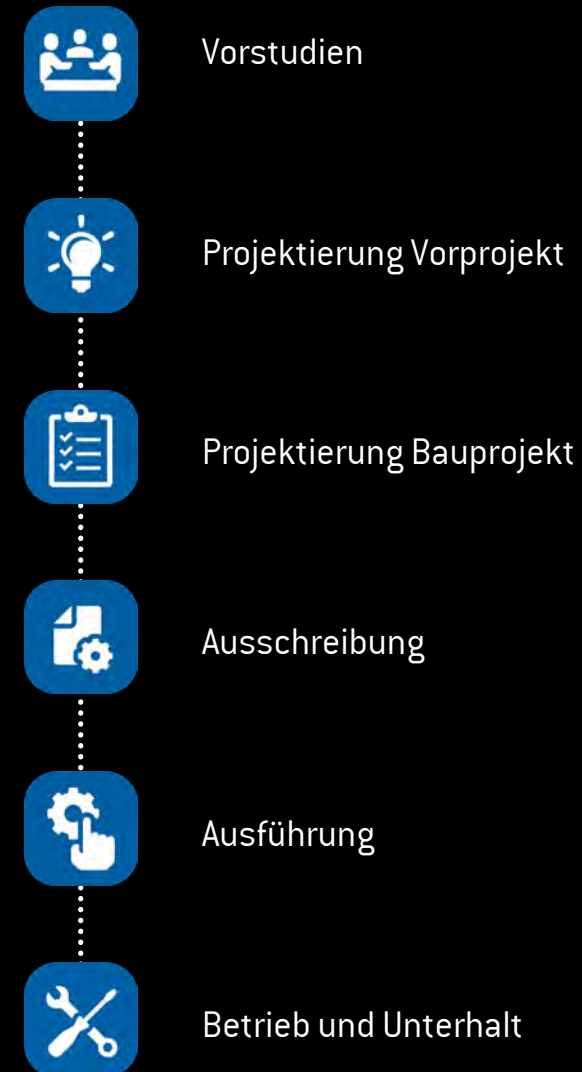 Vorstudien
Projektierung Vorprojekt
Projektierung Bauprojekt
Ausschreibung
Ausführung
Betrieb und Unterhalt